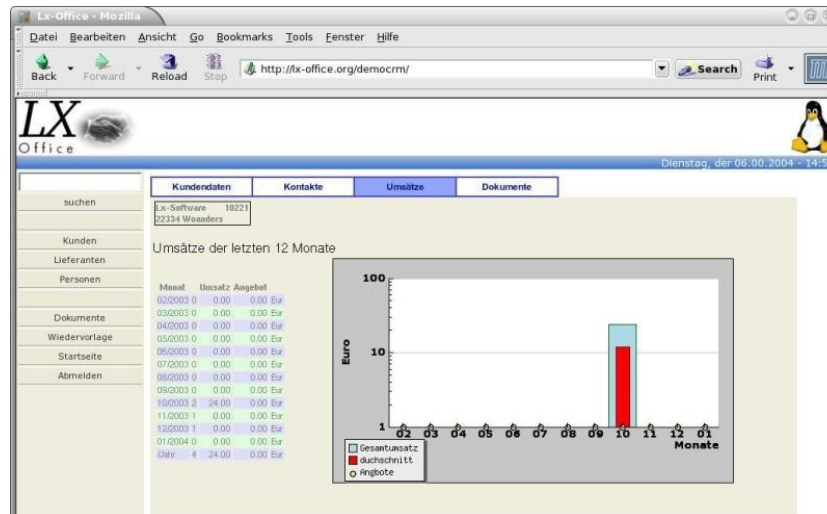 Lx-Office - Mozilla
Datei Bearbeiten Ansicht Go Bookmarks Tools Fenster Hilfe
Back Forward Reload Stop http://lx-office.org/democrm/ Search Print
LX
Office
Dienstag, der 06.00.2004 - 14:5
Kundendaten Kontakte Umsätze Dokumente
suchen
Kunden
Lieferanten
Personen
Dokumente
Wiedervorlage
Startseite
Abmelden
Lx-Software 10221
22334 Woanders
Umsätze der letzten 12 Monate
Monat Umsatz Angebot
02/2003 0 0.00 0.00 Eur
03/2003 0 0.00 0.00 Eur
04/2003 0 0.00 0.00 Eur
05/2003 0 0.00 0.00 Eur
06/2003 0 0.00 0.00 Eur
07/2003 0 0.00 0.00 Eur
08/2003 0 0.00 0.00 Eur
09/2003 0 0.00 0.00 Eur
10/2003 2 24.00 0.00 Eur
11/2003 1 0.00 0.00 Eur
12/2003 1 0.00 0.00 Eur
01/2004 0 0.00 0.00 Eur
/Jahr 4 24.00 0.00 Eur
100
10
1
Euro
02 03 04 05 06 07 08 09 10 11 12 01
Monate
Gesamtumsatz
duchschnitt
Angbote